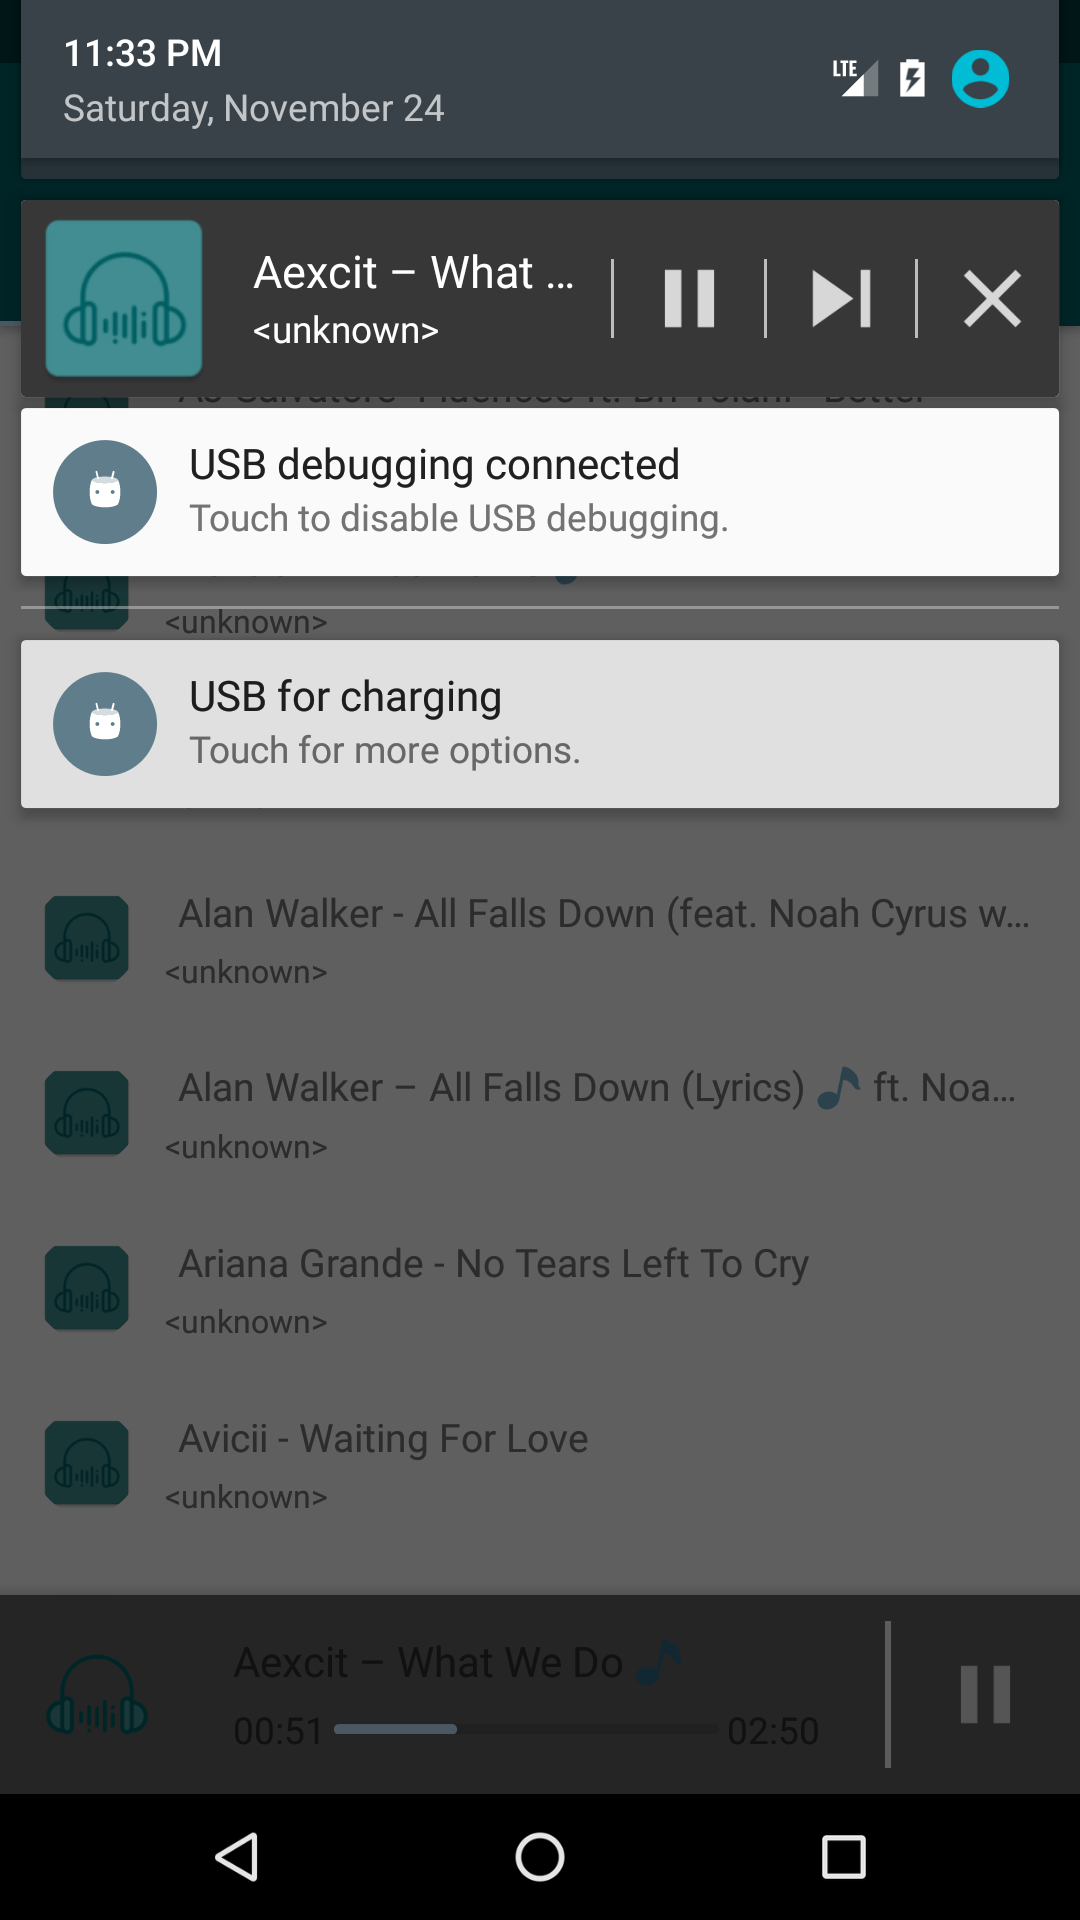 11:33 PM
LTE
Saturday, November 24
Aexcit – What ...
<unknown>
USB debugging connected
Touch to disable USB debugging.
<unknown>
USB for charging
Touch for more options.
Alan Walker - All Falls Down (feat. Noah Cyrus w...
<unknown>
Alan Walker – All Falls Down (Lyrics) 🎵 ft. Noa...
<unknown>
Ariana Grande - No Tears Left To Cry
<unknown>
Avicii - Waiting For Love
<unknown>
Aexcit – What We Do 🎵
00:51 02:50